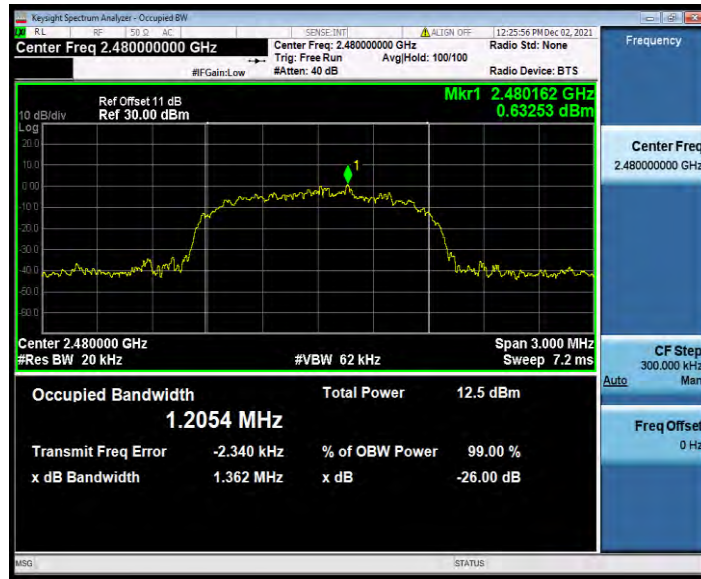 Keysight Spectrum Analyzer - Occupied BW
LXI RL RF 50 Ω AC SENSE:INT ALIGN OFF 12:25:56 PM Dec 02, 2021
Center Freq 2.480000000 GHz
Center Freq: 2.480000000 GHz
Radio Std: None
Trig: Free Run Avg|Hold: 100/100
#IFGain:Low
#Atten: 40 dB
Radio Device: BTS
Frequency
Ref Offset 11 dB
10 dB/div Ref 30.00 dBm
Mkr1 2.480162 GHz
0.63253 dBm
Log
20.0
10.0
0.00
-10.0
-20.0
-30.0
-40.0
-50.0
-60.0
1
Center Freq
2.480000000 GHz
Center 2.480000 GHz
Span 3.000 MHz
#Res BW 20 kHz
#VBW 62 kHz
Sweep 7.2 ms
CF Step
300.000 kHz
Auto Man
Occupied Bandwidth
1.2054 MHz
Total Power 12.5 dBm
Transmit Freq Error -2.340 kHz
% of OBW Power 99.00 %
x dB Bandwidth 1.362 MHz
x dB -26.00 dB
Freq Offset
0 Hz
MSG
STATUS